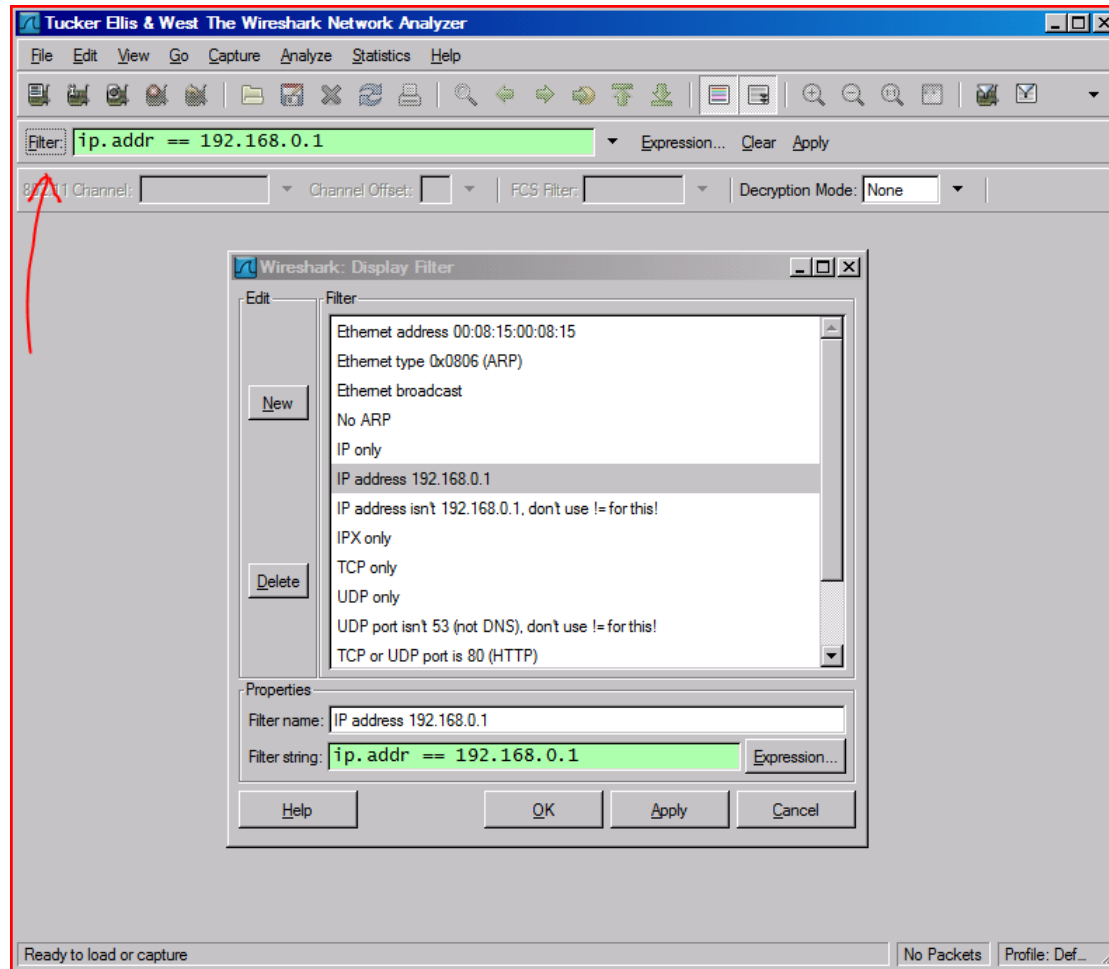 Tucker Ellis & West The Wireshark Network Analyzer
File Edit View Go Capture Analyze Statistics Help
Filter: ip.addr == 192.168.0.1 Expression... Clear Apply
802.11 Channel: Channel Offset: FCS Filter: Decryption Mode: None
Wireshark: Display Filter
Edit Filter
Ethernet address 00:08:15:00:08:15
Ethernet type 0x0806 (ARP)
Ethernet broadcast
New
No ARP
IP only
IP address 192.168.0.1
IP address isn't 192.168.0.1, don't use != for this!
IPX only
TCP only
Delete
UDP only
UDP port isn't 53 (not DNS), don't use != for this!
TCP or UDP port is 80 (HTTP)
Properties
Filter name: IP address 192.168.0.1
Filter string: ip.addr == 192.168.0.1 Expression...
Help OK Apply Cancel
Ready to load or capture No Packets Profile: Def...